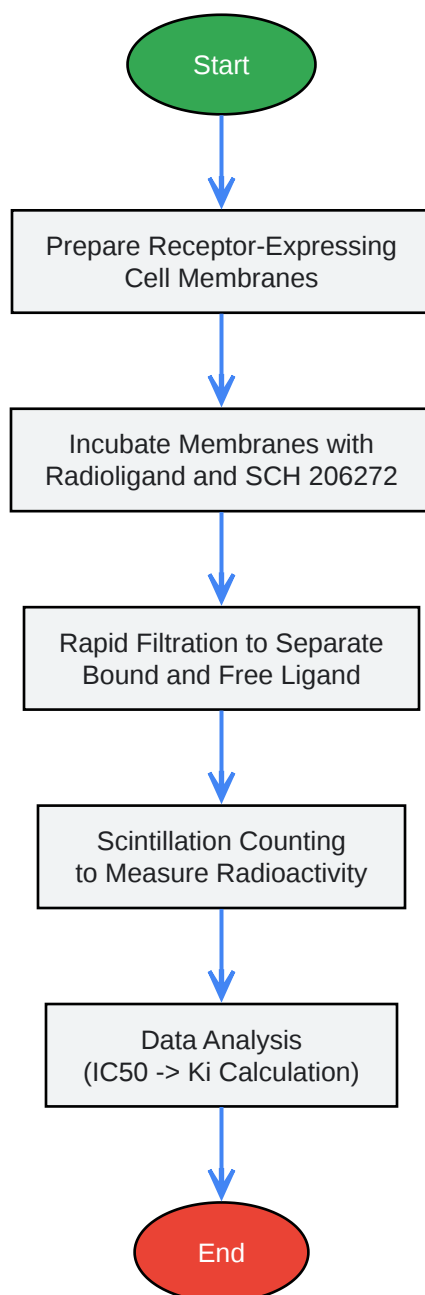 Start
Prepare Receptor-Expressing
Cell Membranes
Incubate Membranes with
Radioligand and SCH 206272
Rapid Filtration to Separate
Bound and Free Ligand
Scintillation Counting
to Measure Radioactivity
Data Analysis
(IC50 -> Ki Calculation)
End